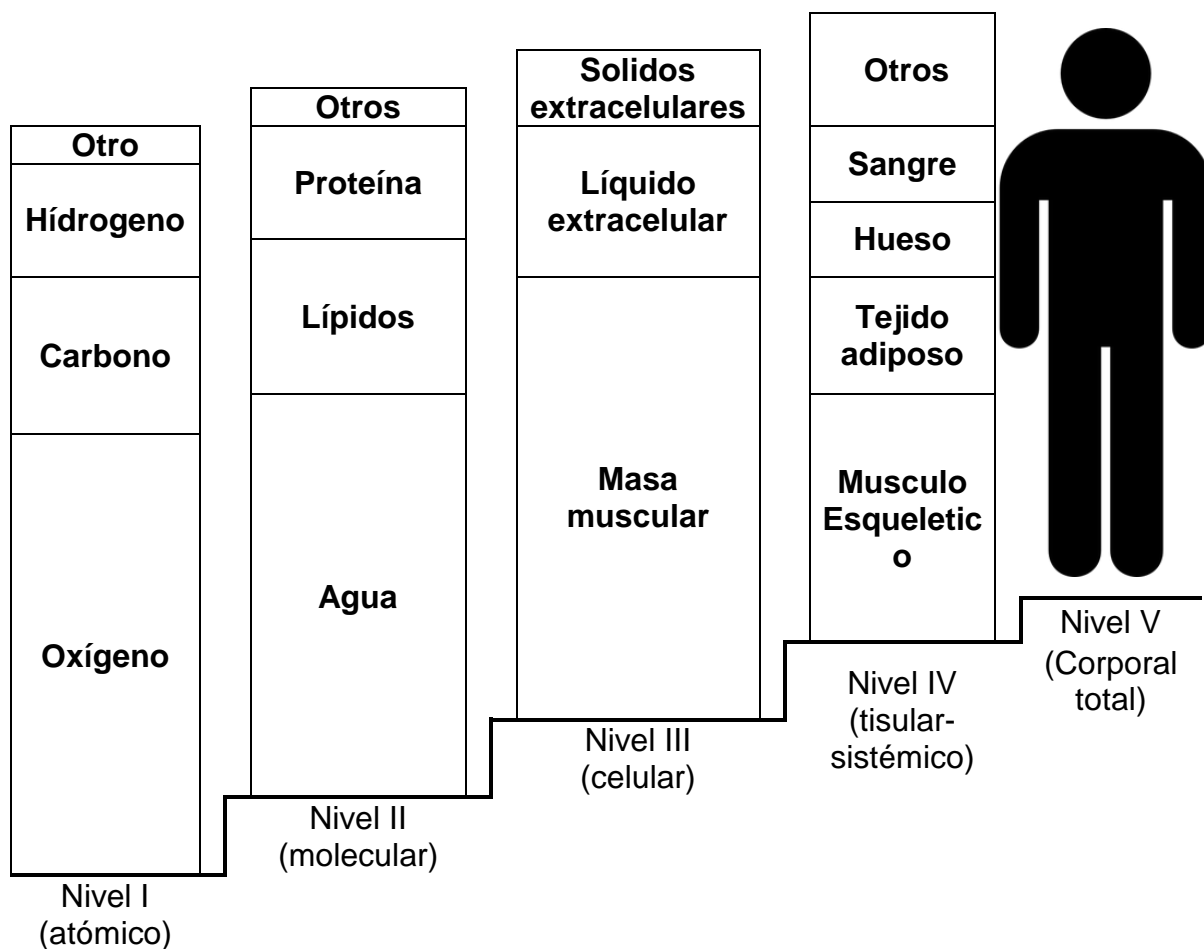 Otro
Hídrogeno
Carbono
Oxígeno
Nivel I
(atómico)
Otros
Proteína
Lípidos
Agua
Nivel II
(molecular)
Solidos
extracelulares
Líquido
extracelular
Masa
muscular
Nivel III
(celular)
Otros
Sangre
Hueso
Tejido
adiposo
Musculo
Esqueletic
o
Nivel IV
(tisular-
sistémico)
Nivel V
(Corporal
total)